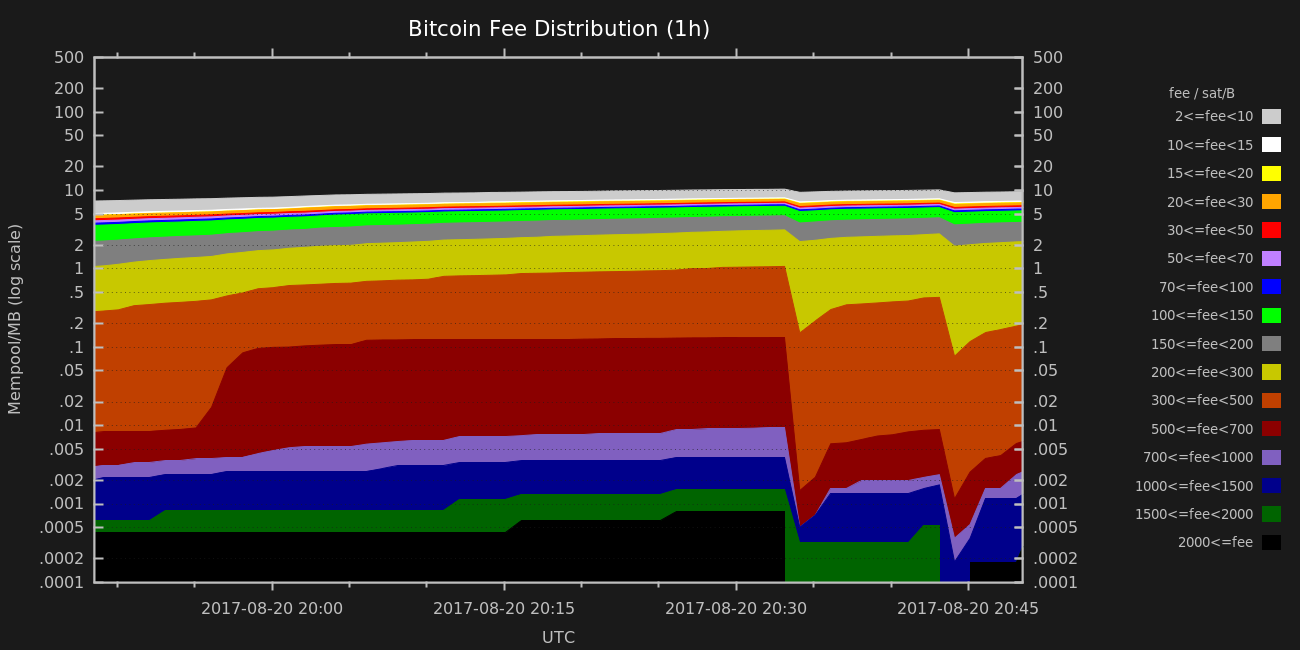 Bitcoin Fee Distribution (1h)
500 500
200 200
100 100
50 50
20 20
10 10
5 5
2 2
1 1
.5 .5
.2 .2
.1 .1
.05 .05
.02 .02
.01 .01
.005 .005
.002 .002
.001 .001
.0005 .0005
.0002 .0002
.0001 .0001
Mempool/MB (log scale)
2017-08-20 20:00 2017-08-20 20:15 2017-08-20 20:30 2017-08-20 20:45
UTC
fee / sat/B
2<=fee<10
10<=fee<15
15<=fee<20
20<=fee<30
30<=fee<50
50<=fee<70
70<=fee<100
100<=fee<150
150<=fee<200
200<=fee<300
300<=fee<500
500<=fee<700
700<=fee<1000
1000<=fee<1500
1500<=fee<2000
2000<=fee